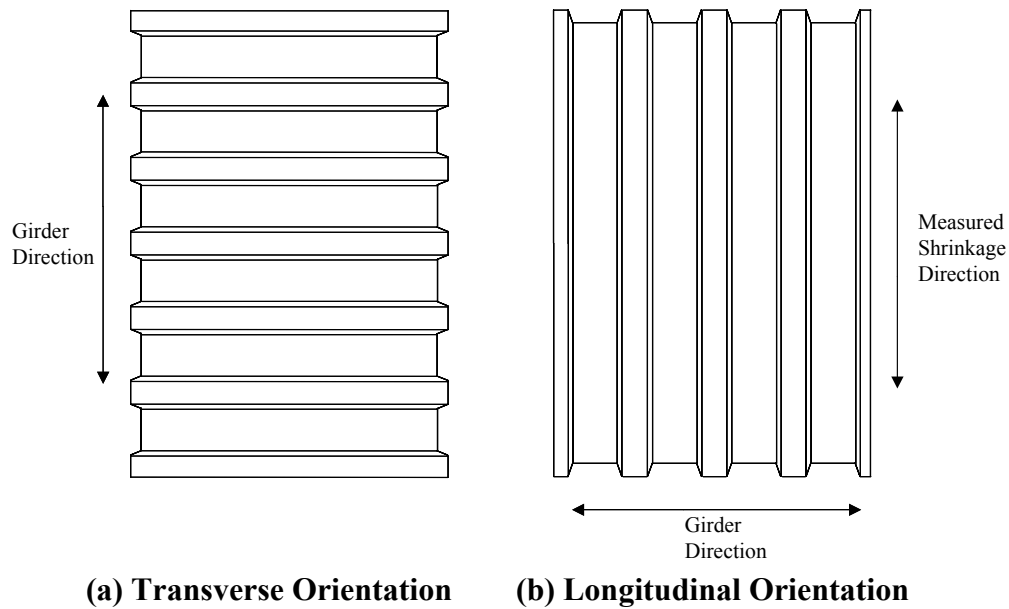 Girder
Direction
Measured
Shrinkage
Direction
Girder
Direction
(a) Transverse Orientation
(b) Longitudinal Orientation